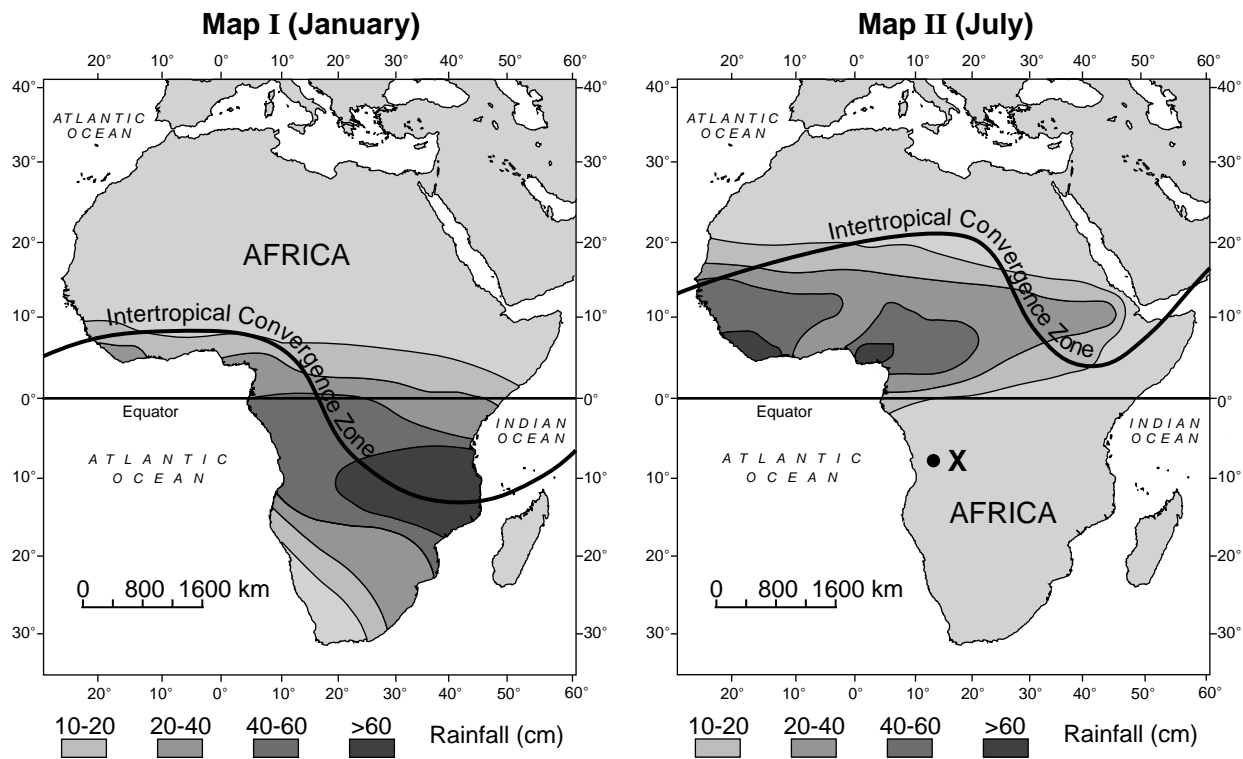 Map I (January)
20° 10° 0° 10° 20° 30° 40° 50° 60°
40° 40°
ATLANTIC
OCEAN
30° 30°
20° 20°
AFRICA
Intertropical Convergence Zone
10° 10°
0° 0°
Equator
INDIAN
OCEAN
ATLANTIC
OCEAN
10° 10°
20° 20°
0 800 1600 km
30° 30°
20° 10° 0° 10° 20° 30° 40° 50° 60°
10-20 20-40 40-60 >60 Rainfall (cm)
Map II (July)
20° 10° 0° 10° 20° 30° 40° 50° 60°
40° 40°
ATLANTIC
OCEAN
30° 30°
Intertropical Convergence Zone
20° 20°
10° 10°
0° 0°
Equator
INDIAN
OCEAN
ATLANTIC
OCEAN
X
10° 10°
AFRICA
20° 20°
0 800 1600 km
30° 30°
20° 10° 0° 10° 20° 30° 40° 50° 60°
10-20 20-40 40-60 >60 Rainfall (cm)